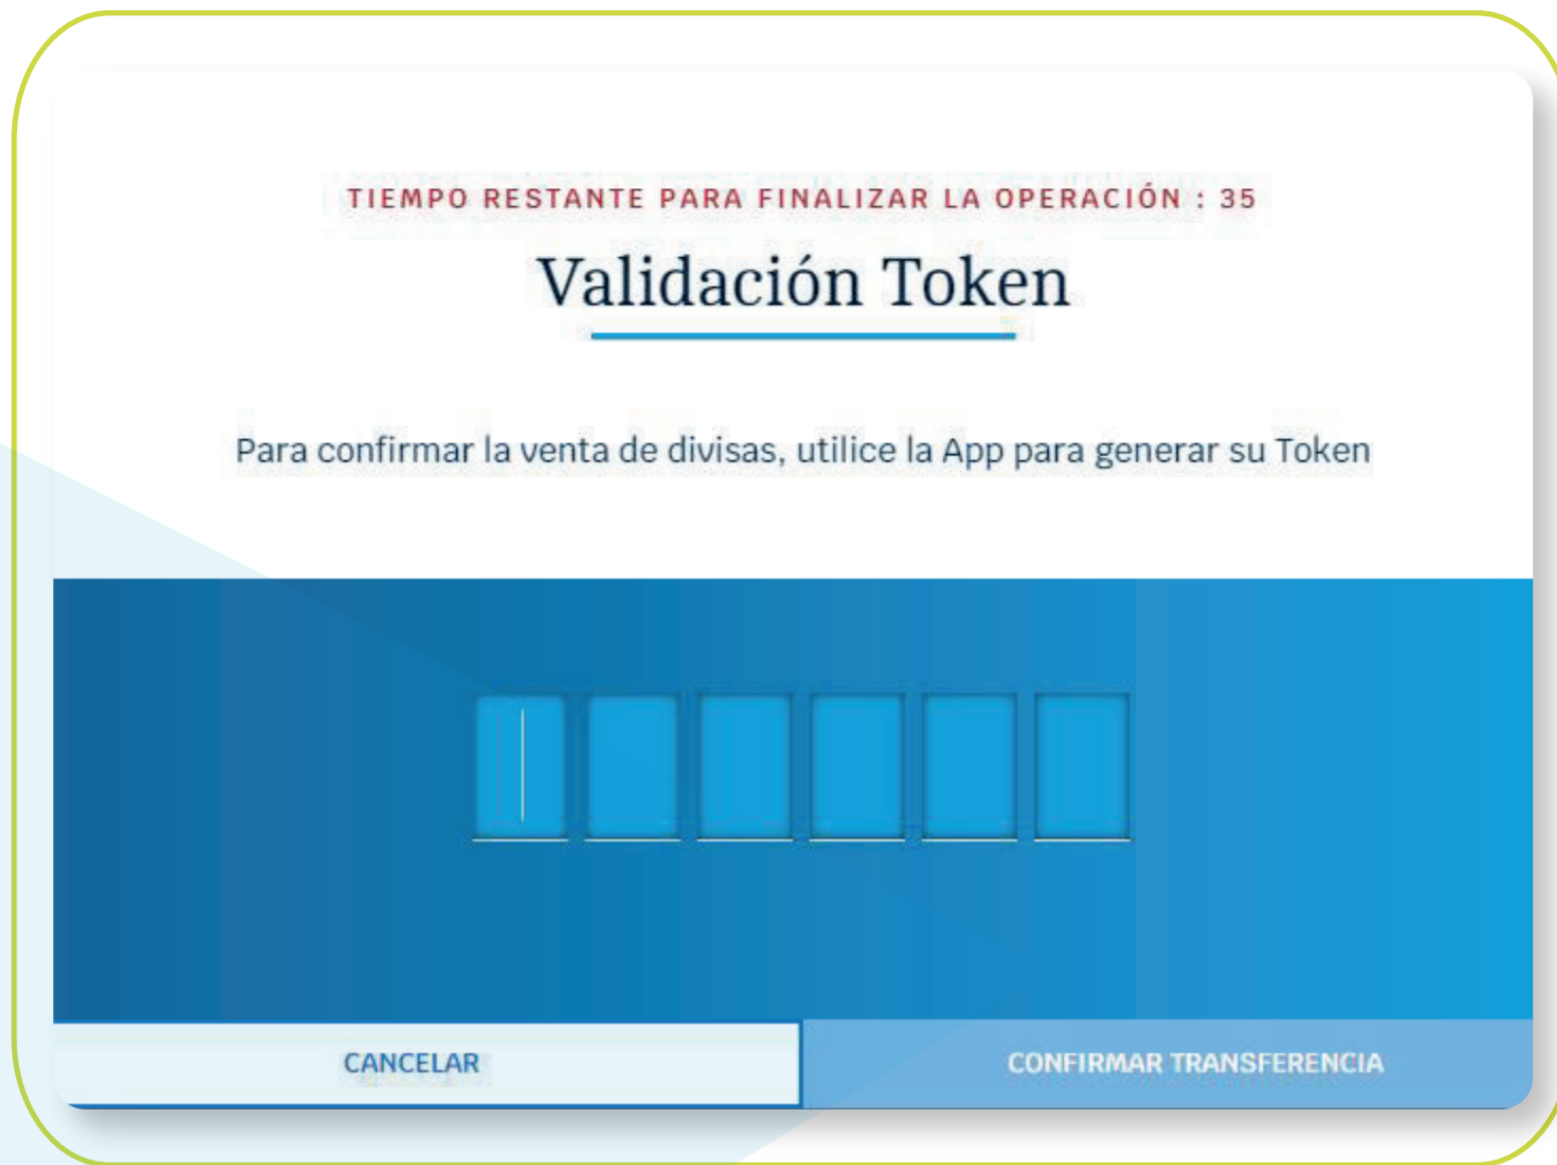 TIEMPO RESTANTE PARA FINALIZAR LA OPERACIÓN : 35
Validación Token
Para confirmar la venta de divisas, utilice la App para generar su Token
CANCELAR
CONFIRMAR TRANSFERENCIA